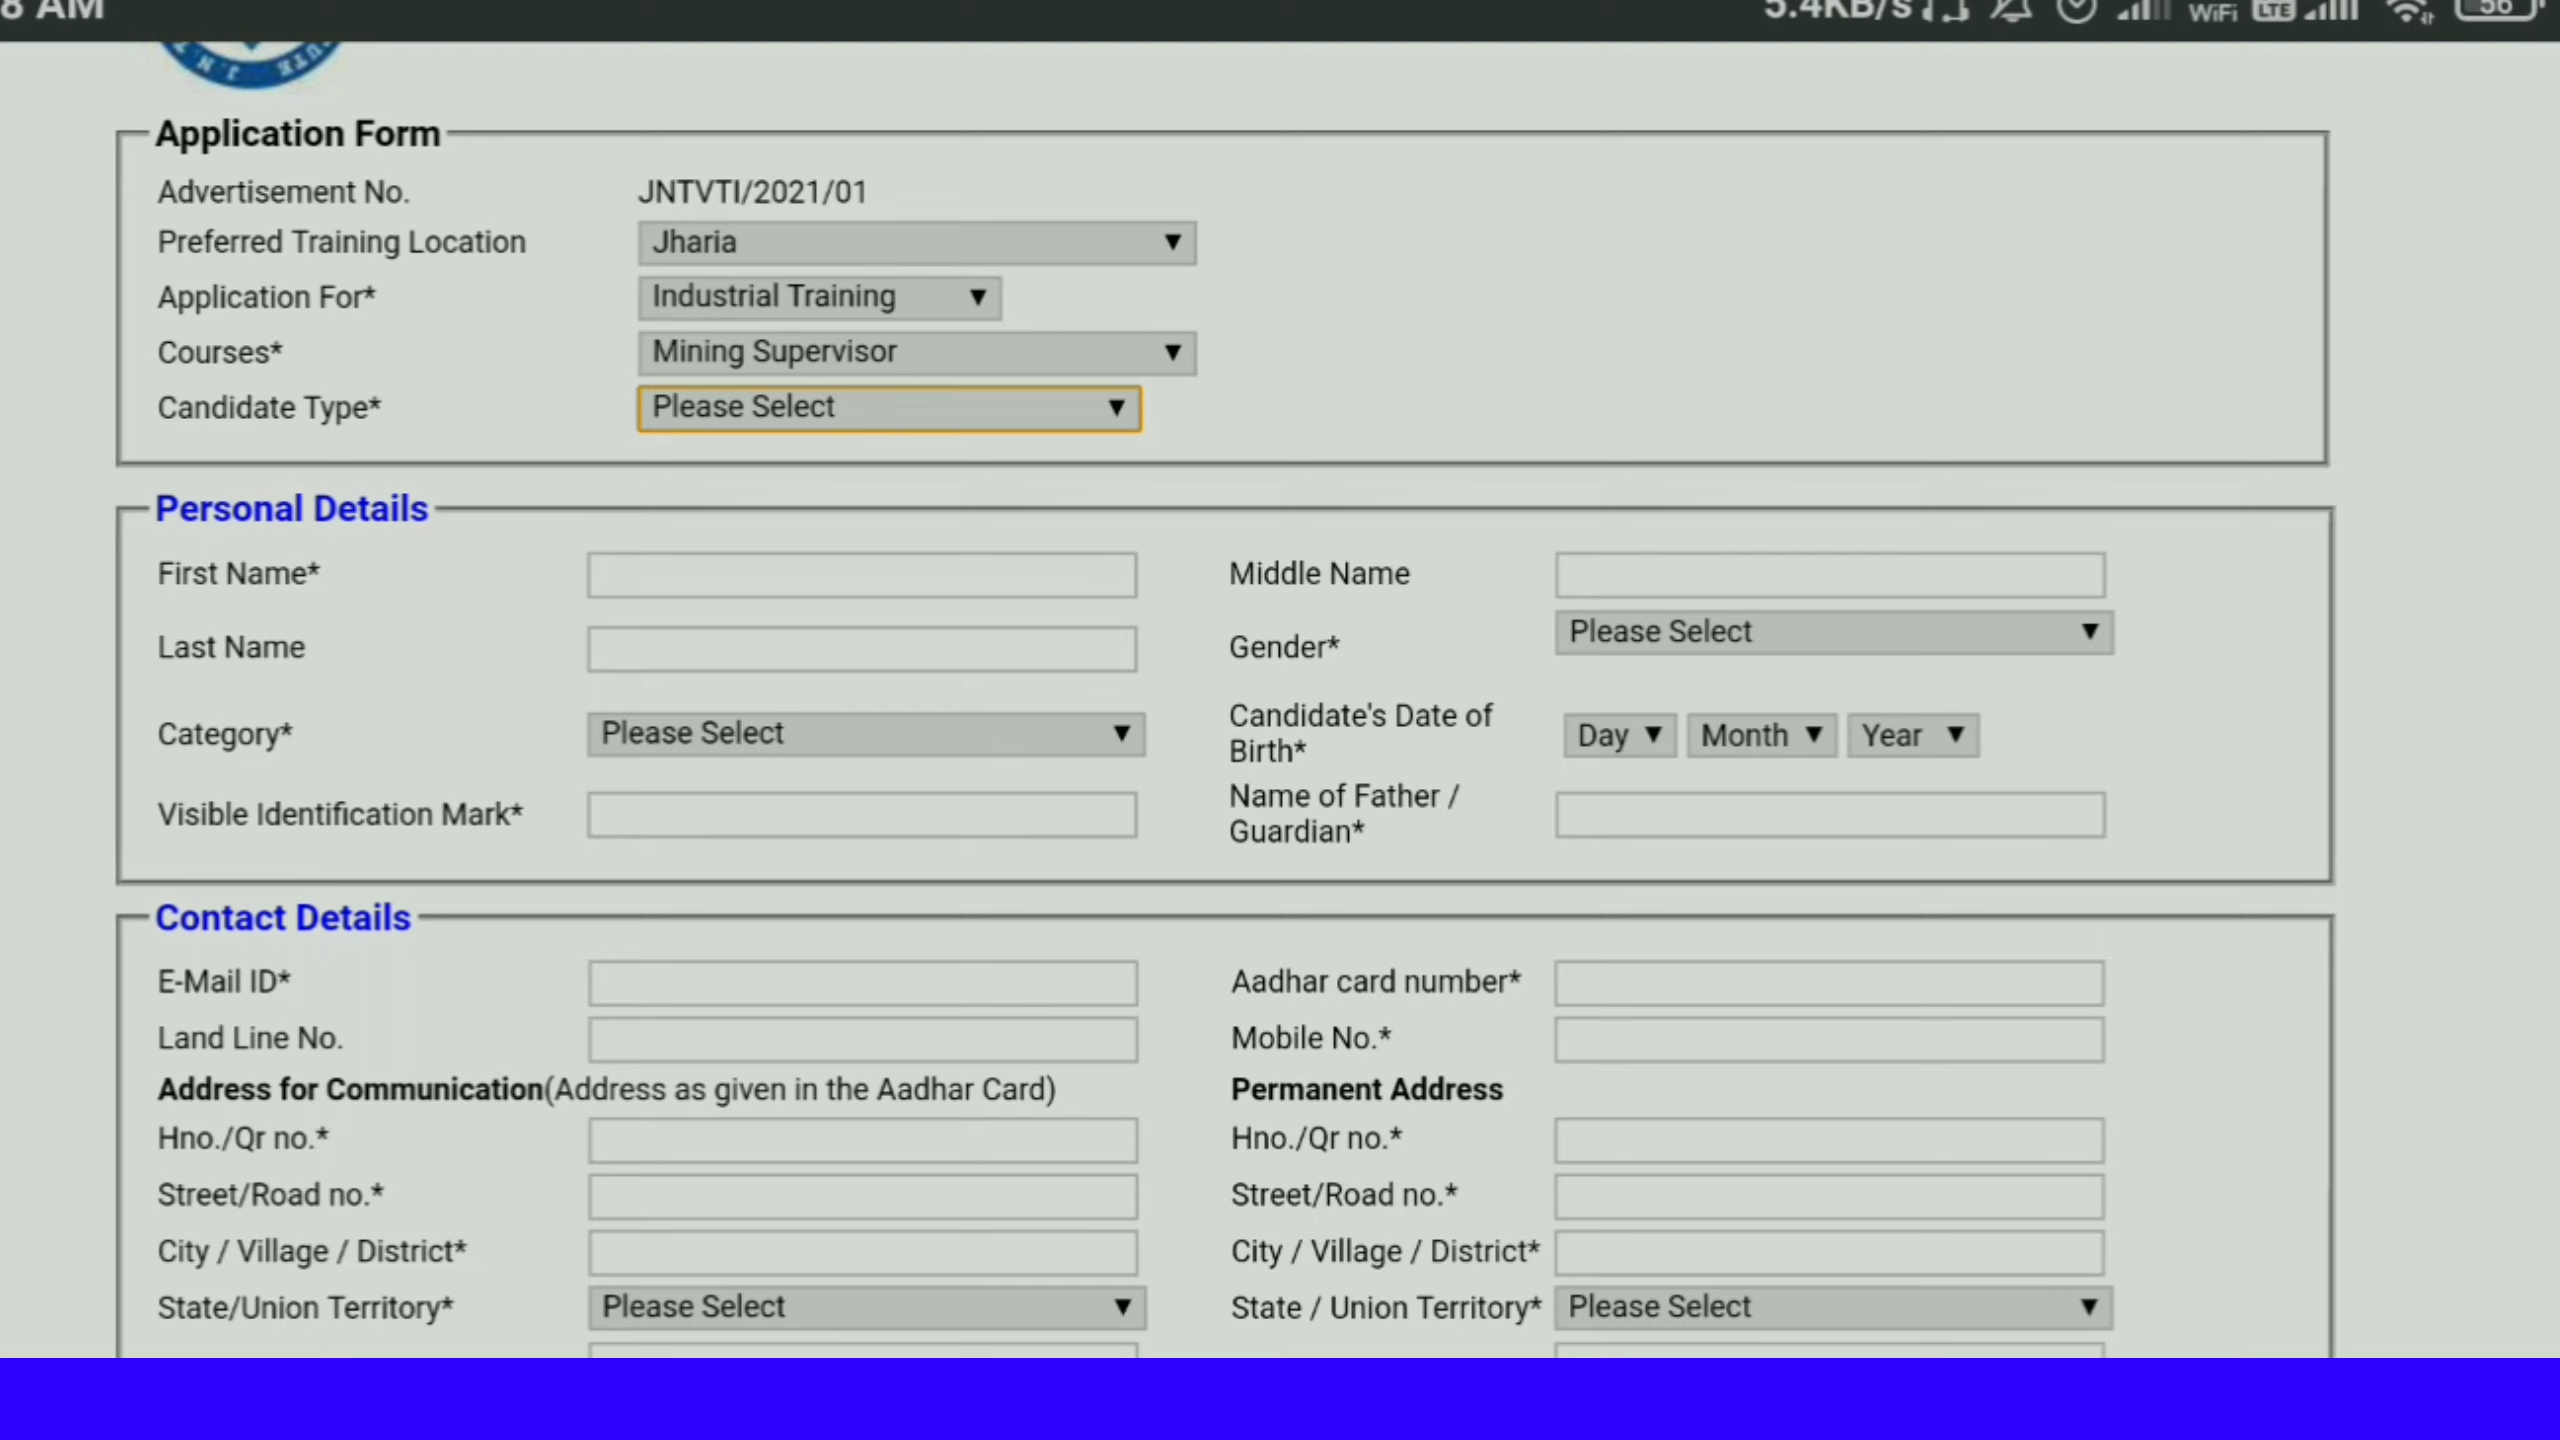 8 AM 5.4KB/s WiFi LTE 56
J.N.T
Application Form
Advertisement No. JNTVTI/2021/01
Preferred Training Location Jharia
Application For* Industrial Training
Courses* Mining Supervisor
Candidate Type* Please Select
Personal Details
First Name* Middle Name
Last Name Gender* Please Select
Category* Please Select Candidate's Date of Birth* Day Month Year
Visible Identification Mark* Name of Father / Guardian*
Contact Details
E-Mail ID* Aadhar card number*
Land Line No. Mobile No.*
Address for Communication(Address as given in the Aadhar Card) Permanent Address
Hno./Qr no.* Hno./Qr no.*
Street/Road no.* Street/Road no.*
City / Village / District* City / Village / District*
State/Union Territory* Please Select State / Union Territory* Please Select